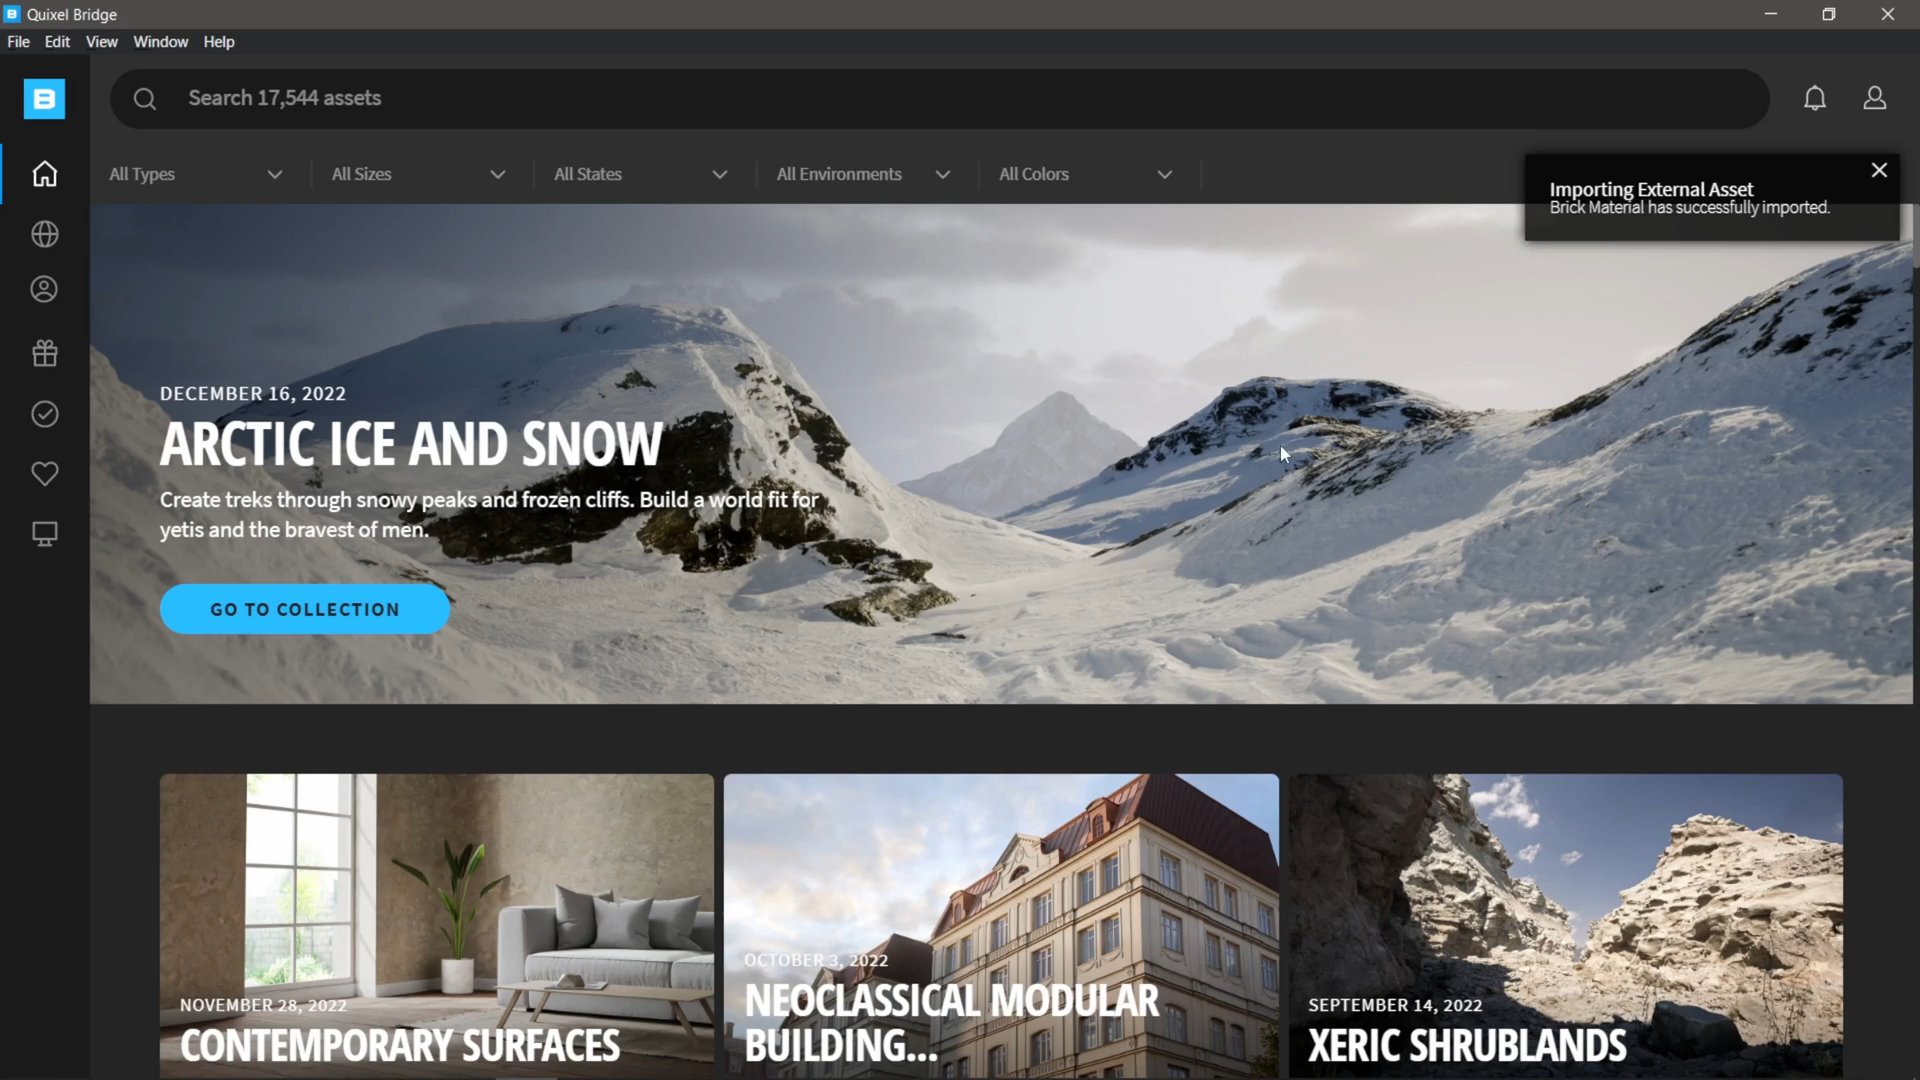 Quixel Bridge
File Edit View Window Help
Search 17,544 assets
All Types All Sizes All States All Environments All Colors
Importing External Asset
Brick Material has successfully imported.
DECEMBER 16, 2022
ARCTIC ICE AND SNOW
Create treks through snowy peaks and frozen cliffs. Build a world fit for
yetis and the bravest of men.
GO TO COLLECTION
NOVEMBER 28, 2022
CONTEMPORARY SURFACES
OCTOBER 3, 2022
NEOCLASSICAL MODULAR
BUILDING...
SEPTEMBER 14, 2022
XERIC SHRUBLANDS